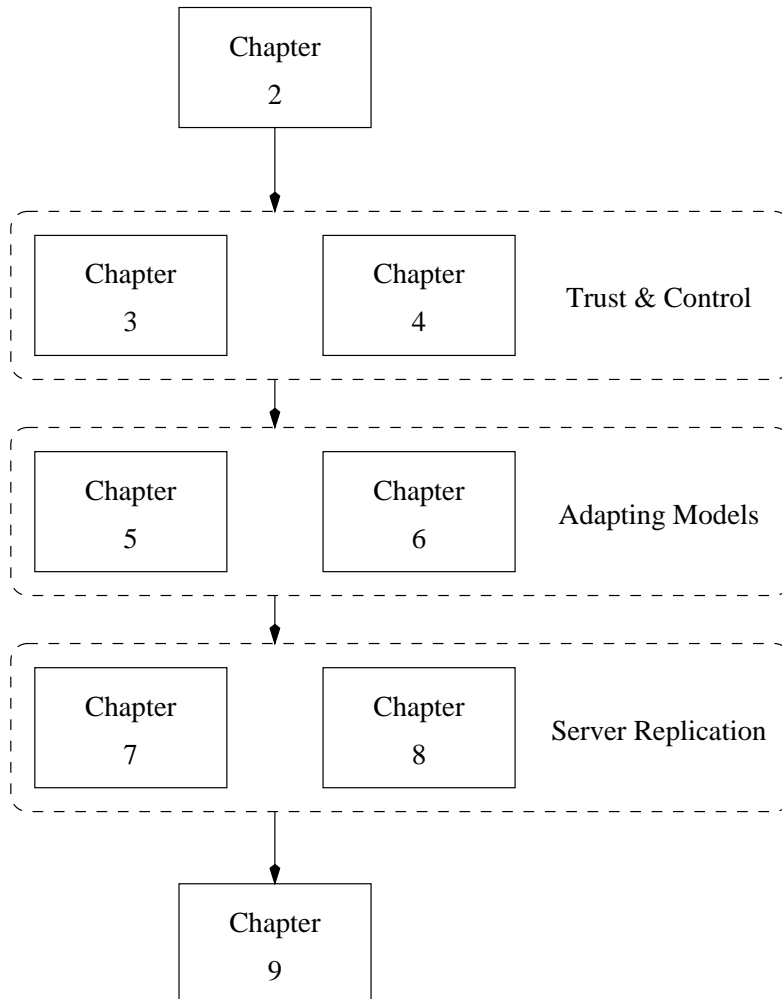 Chapter
2
Chapter
3
Chapter
4
Trust & Control
Chapter
5
Chapter
6
Adapting Models
Chapter
7
Chapter
8
Server Replication
Chapter
9